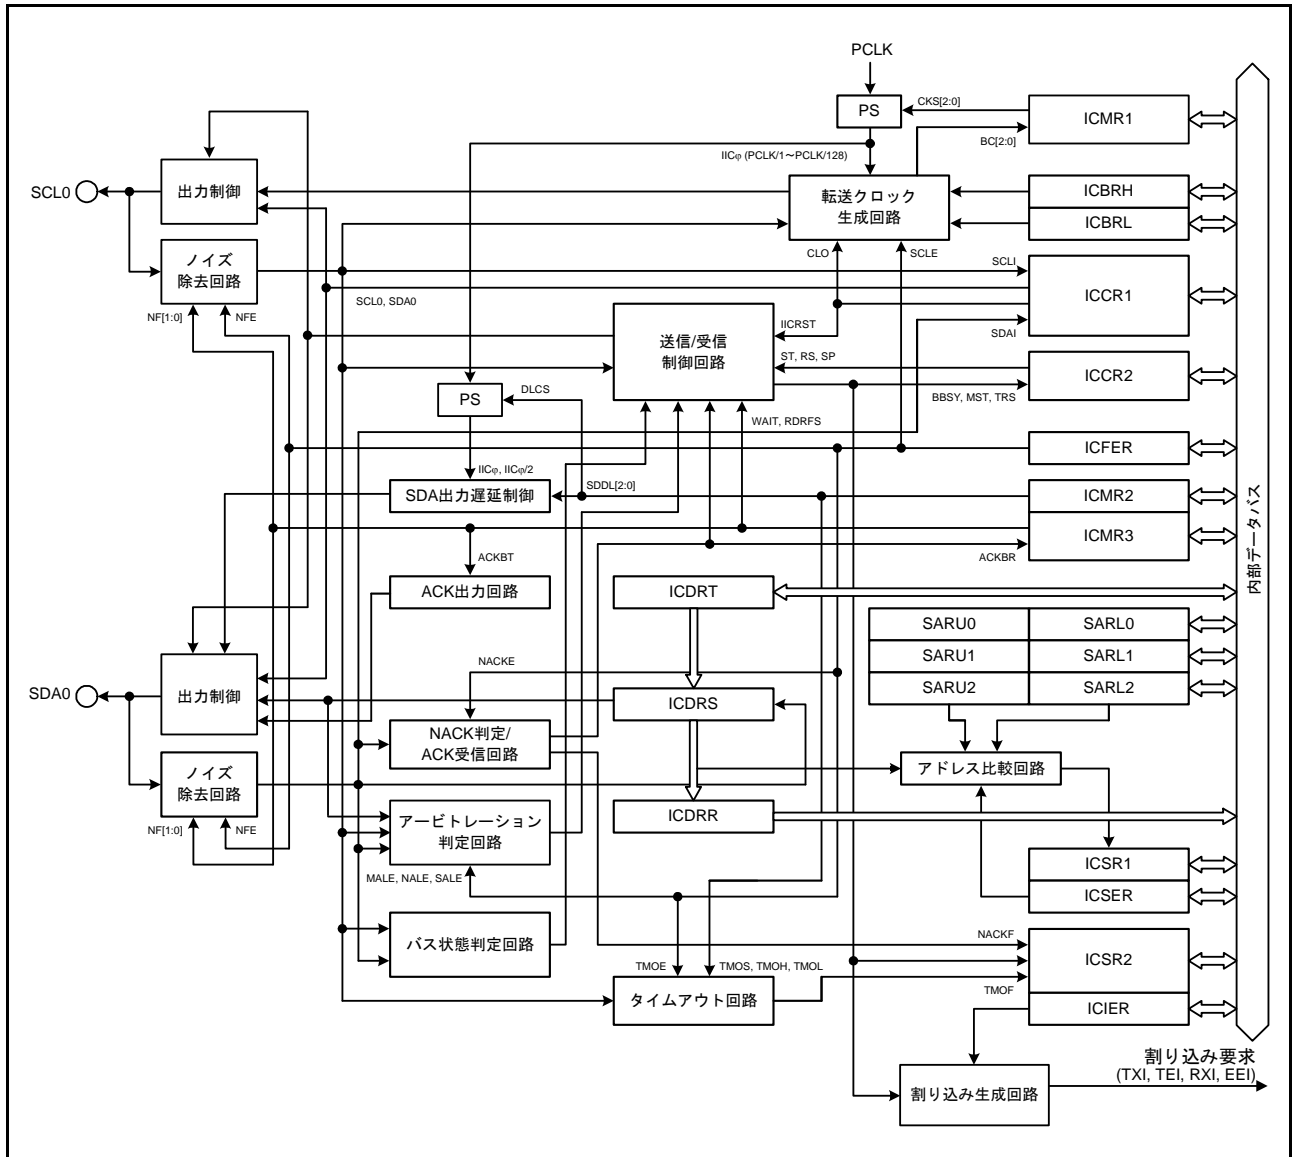 PCLK
PS
CKS[2:0]
ICMR1
BC[2:0]
IICφ (PCLK/1～PCLK/128)
SCL0
出力制御
転送クロック
生成回路
ICBRH
ICBRL
CLO
SCLE
SCLI
ノイズ
除去回路
ICCR1
SCL0, SDA0
NF[1:0]
NFE
IICRST
SDAI
送信/受信
制御回路
ST, RS, SP
ICCR2
BBSY, MST, TRS
PS
DLCS
WAIT, RDRFS
ICFER
IICφ, IICφ/2
SDA出力遅延制御
SDDL[2:0]
ICMR2
ICMR3
ACKBR
ACKBT
ACK出力回路
ICDRT
内部データバス
SARU0
SARL0
SARU1
SARL1
SARU2
SARL2
SDA0
出力制御
NACKE
ICDRS
NACK判定/
ACK受信回路
アドレス比較回路
ノイズ
除去回路
NF[1:0]
NFE
ICDRR
アービトレーション
判定回路
MALE, NALE, SALE
ICSR1
ICSER
バス状態判定回路
NACKF
ICSR2
TMOE
TMOS, TMOH, TMOL
TMOF
タイムアウト回路
ICIER
割り込み要求
(TXI, TEI, RXI, EEI)
割り込み生成回路